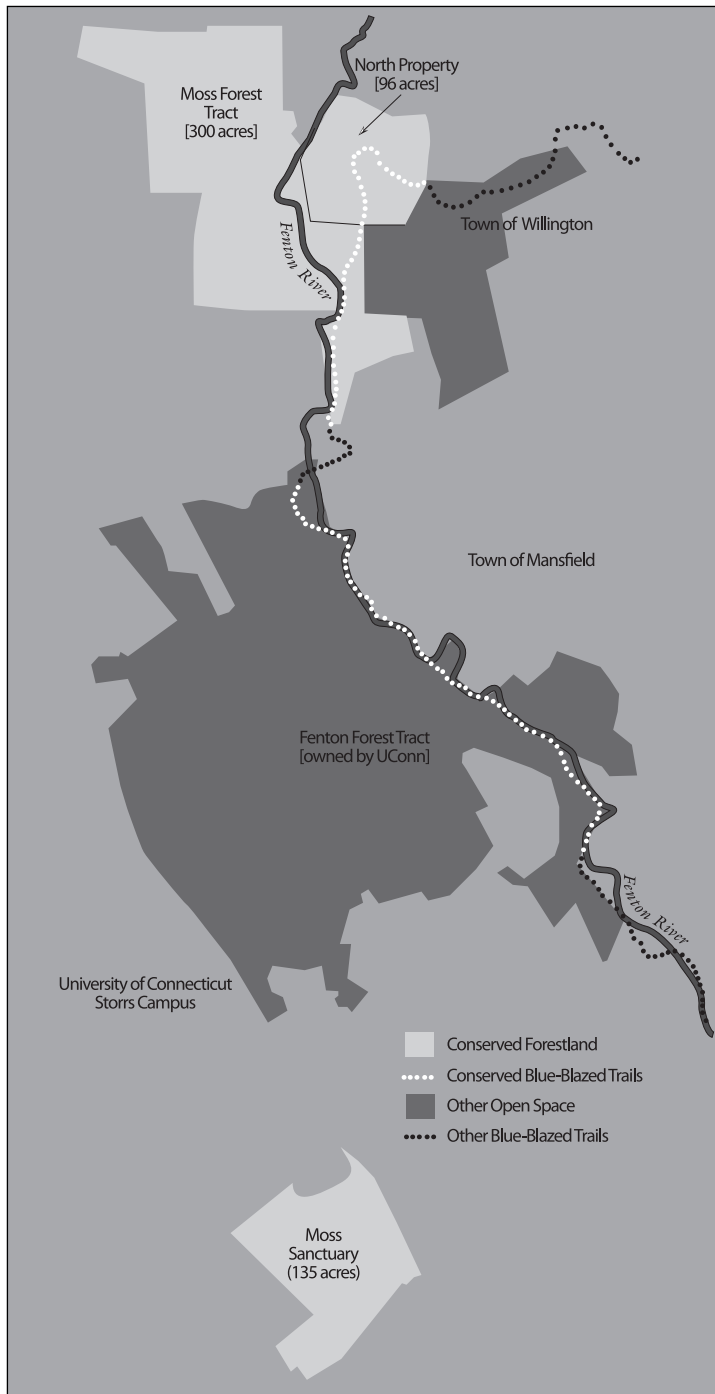 North Property
[96 acres]
Moss Forest
Tract
[300 acres]
Town of Willington
Fenton River
Town of Mansfield
Fenton Forest Tract
[owned by UConn]
Fenton River
University of Connecticut
Storrs Campus
Conserved Forestland
Conserved Blue-Blazed Trails
Other Open Space
Other Blue-Blazed Trails
Moss
Sanctuary
(135 acres)